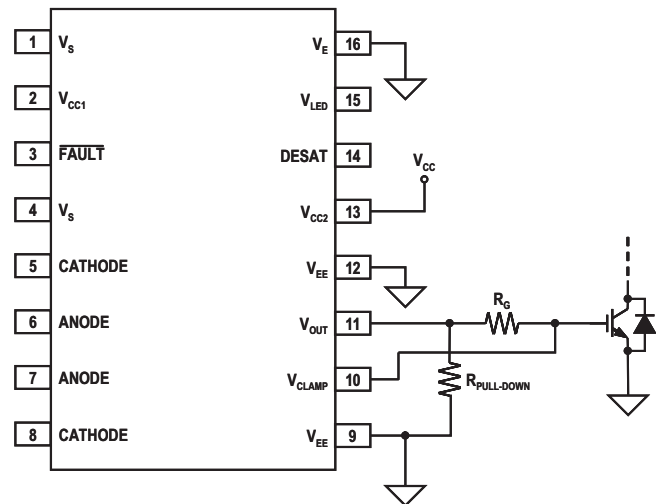 1 V_S
2 V_CC1
3 FAULT
4 V_S
5 CATHODE
6 ANODE
7 ANODE
8 CATHODE
V_E 16
V_LED 15
DESAT 14
V_CC2 13
V_EE 12
V_OUT 11
V_CLAMP 10
V_EE 9
V_CC
R_G
R_PULL-DOWN